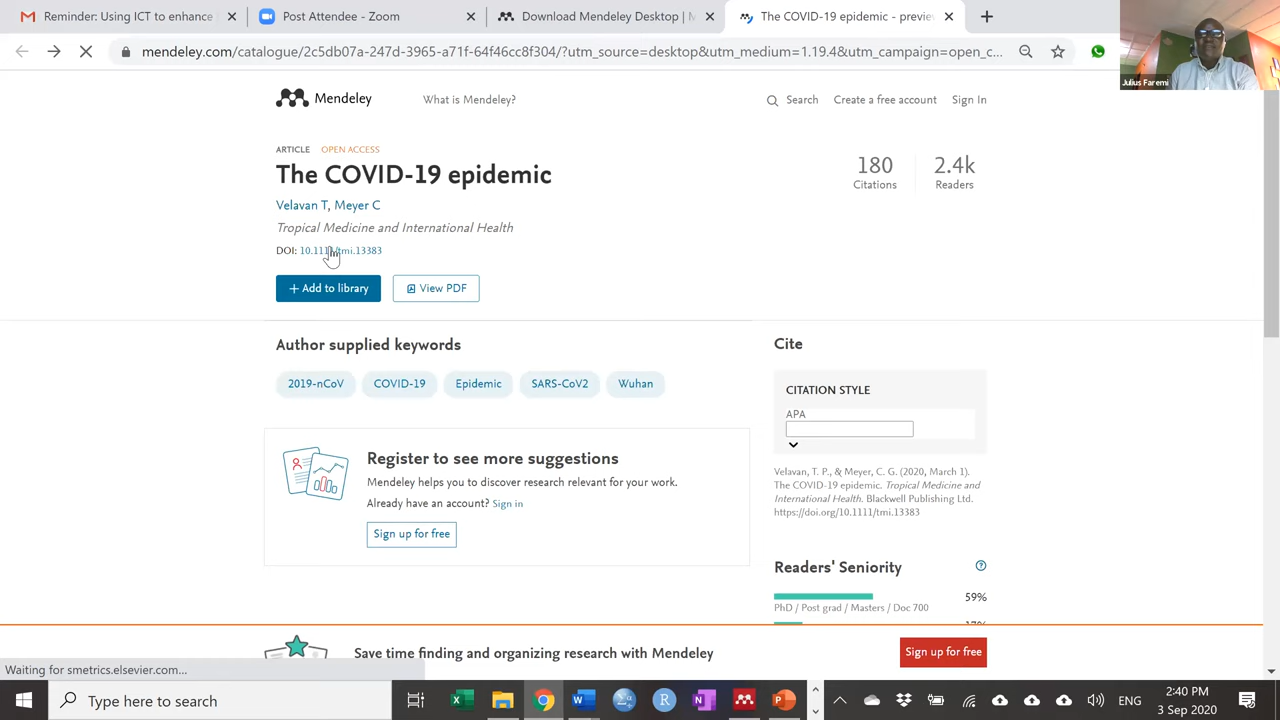 Reminder: Using ICT to enhance
Post Attendee - Zoom
Download Mendeley Desktop | M
The COVID-19 epidemic - preview
mendeley.com/catalogue/2c5db07a-247d-3965-a71f-64f46cc8f304/?utm_source=desktop&utm_medium=1.19.4&utm_campaign=open_c...
Julius Faremi
Mendeley
What is Mendeley?
Search
Create a free account
Sign In
ARTICLE OPEN ACCESS
The COVID-19 epidemic
180
Citations
2.4k
Readers
Velavan T, Meyer C
Tropical Medicine and International Health
DOI: 10.1111/tmi.13383
+ Add to library
View PDF
Author supplied keywords
2019-nCoV
COVID-19
Epidemic
SARS-CoV2
Wuhan
Cite
CITATION STYLE
APA
Register to see more suggestions
Mendeley helps you to discover research relevant for your work.
Already have an account? Sign in
Sign up for free
Velavan, T. P., & Meyer, C. G. (2020, March 1).
The COVID-19 epidemic. Tropical Medicine and
International Health. Blackwell Publishing Ltd.
https://doi.org/10.1111/tmi.13383
Readers' Seniority
59%
PhD / Post grad / Masters / Doc 700
17%
Save time finding and organizing research with Mendeley
Sign up for free
Waiting for smetrics.elsevier.com...
Type here to search
ENG
2:40 PM
3 Sep 2020